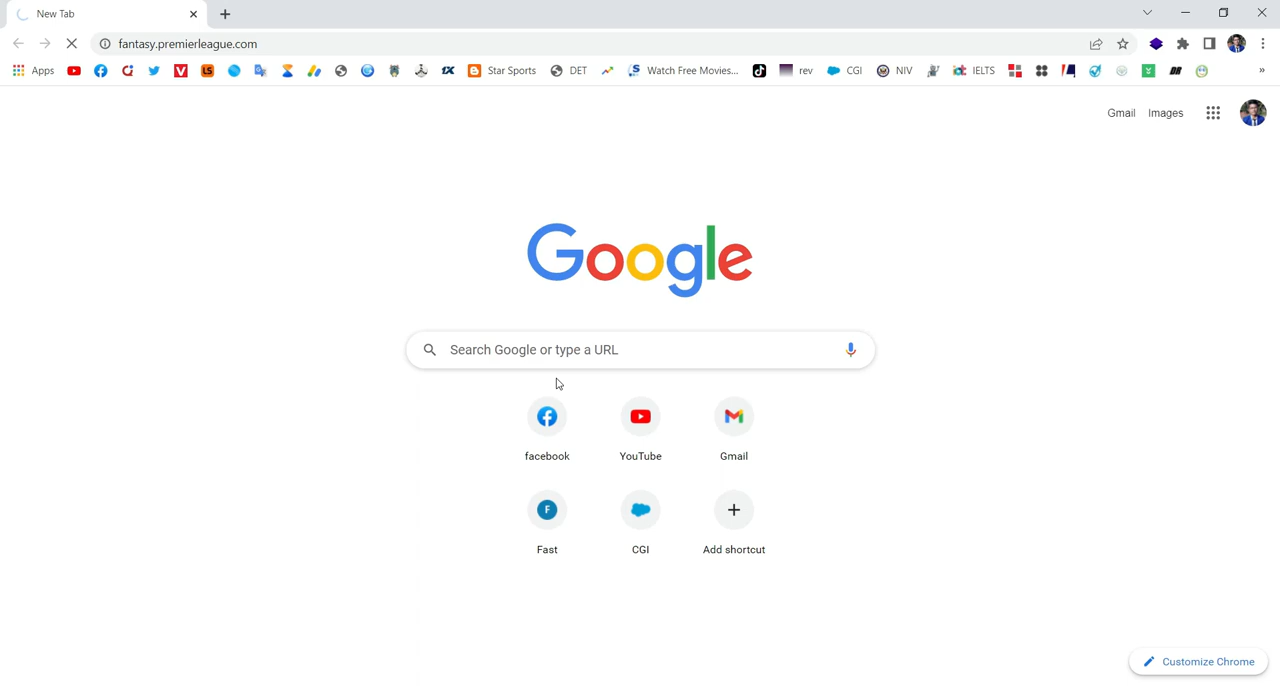 New Tab
fantasy.premierleague.com
Apps
Star Sports
DET
Watch Free Movies...
rev
CGI
NIV
IELTS
Gmail
Images
Google
Search Google or type a URL
facebook
YouTube
Gmail
F
Fast
CGI
Add shortcut
Customize Chrome